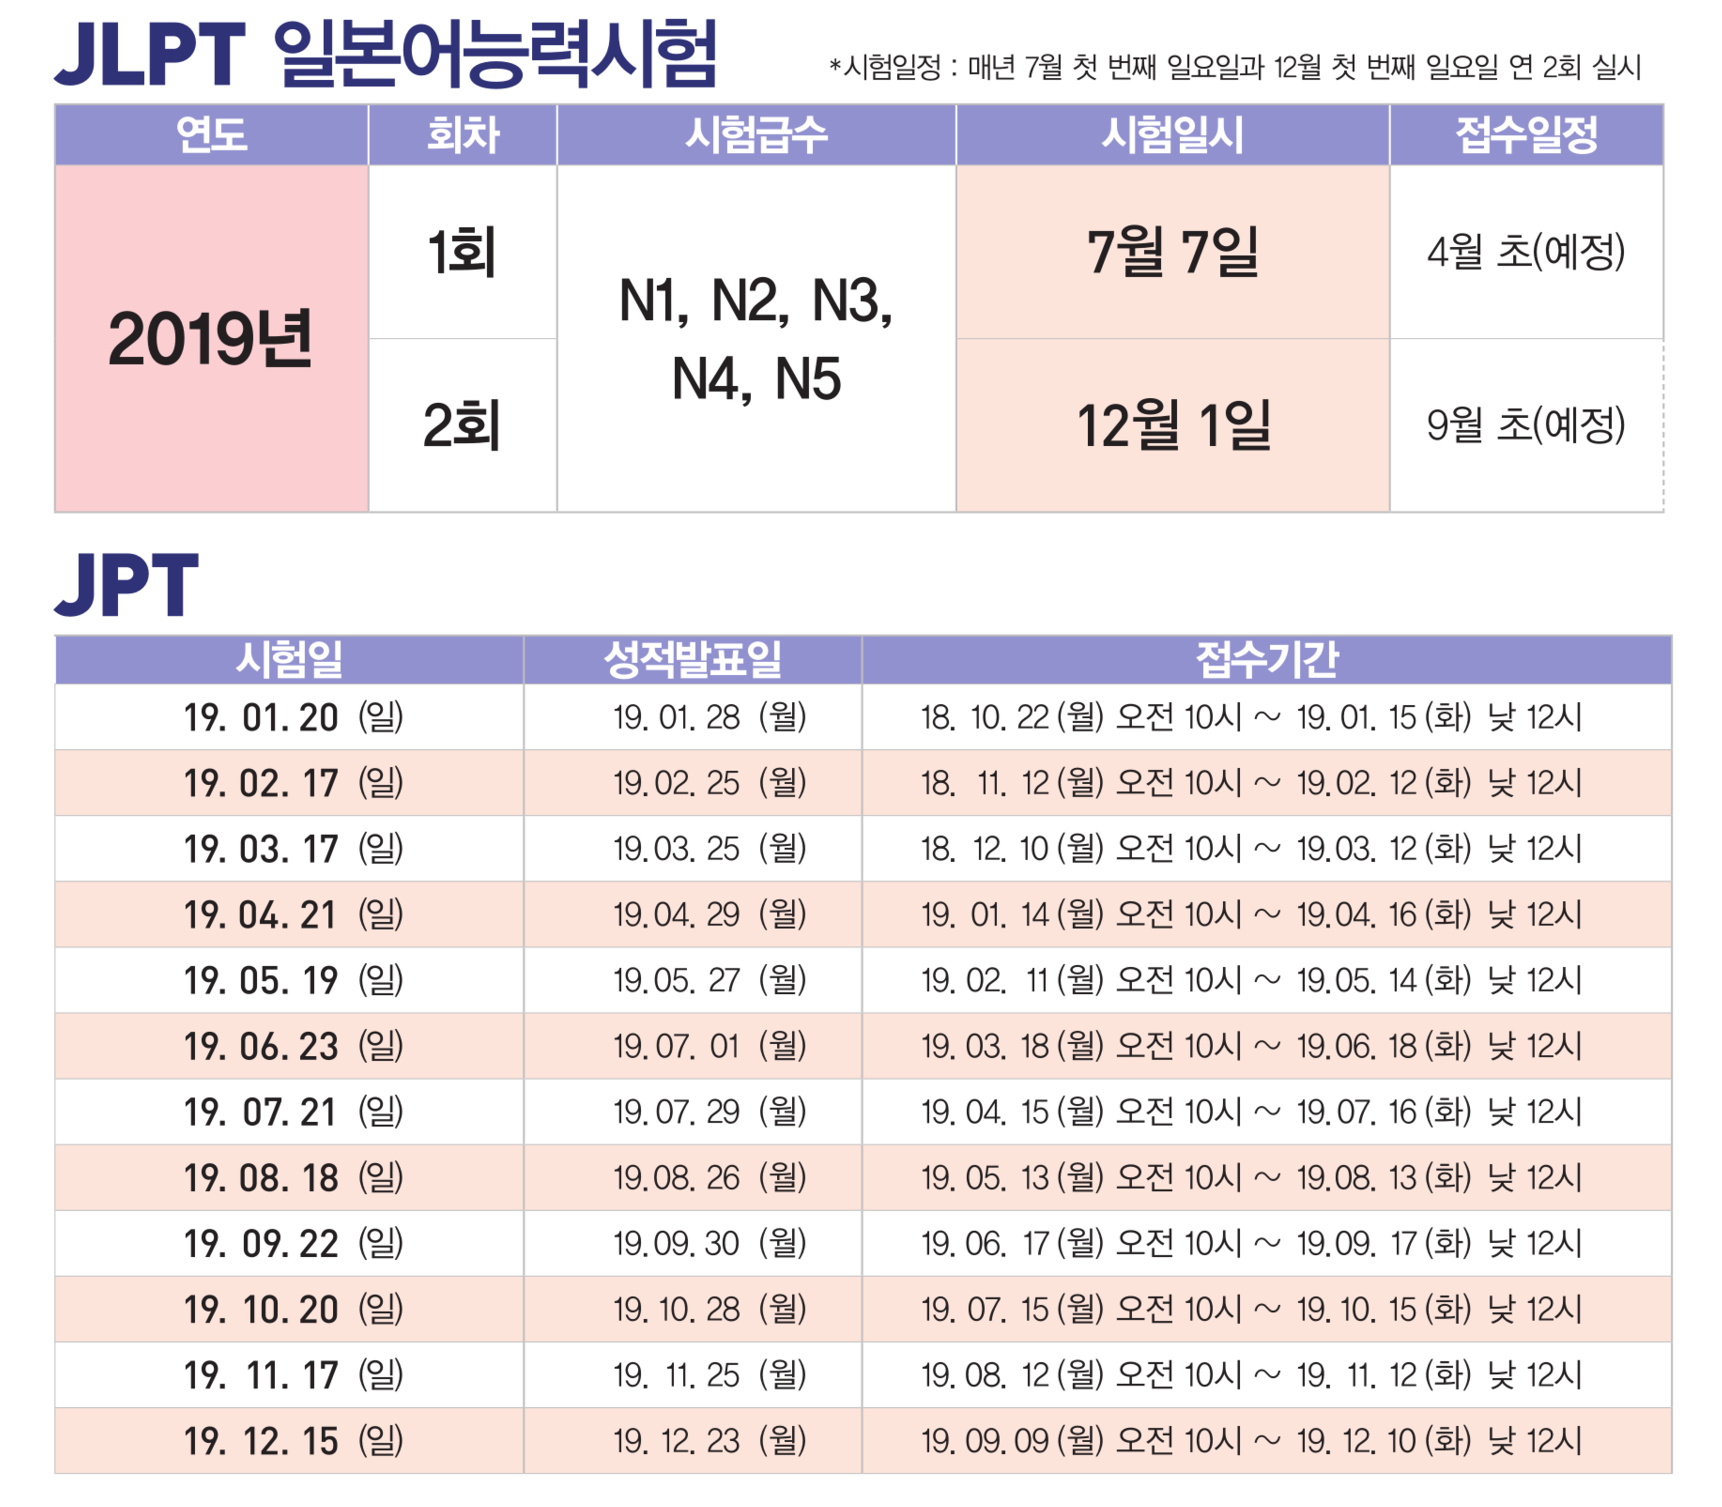 JLPT 일본어능력시험
*시험일정 : 매년 7월 첫 번째 일요일과 12월 첫 번째 일요일 연 2회 실시
연도 회차 시험급수 시험일시 접수일정
2019년 1회 N1, N2, N3, N4, N5 7월 7일 4월 초(예정)
2회 12월 1일 9월 초(예정)
JPT
시험일 성적발표일 접수기간
19. 01. 20 (일) 19. 01. 28 (월) 18. 10. 22 (월) 오전 10시 ~ 19. 01. 15 (화) 낮 12시
19. 02. 17 (일) 19. 02. 25 (월) 18. 11. 12 (월) 오전 10시 ~ 19. 02. 12 (화) 낮 12시
19. 03. 17 (일) 19. 03. 25 (월) 18. 12. 10 (월) 오전 10시 ~ 19. 03. 12 (화) 낮 12시
19. 04. 21 (일) 19. 04. 29 (월) 19. 01. 14 (월) 오전 10시 ~ 19. 04. 16 (화) 낮 12시
19. 05. 19 (일) 19. 05. 27 (월) 19. 02. 11 (월) 오전 10시 ~ 19. 05. 14 (화) 낮 12시
19. 06. 23 (일) 19. 07. 01 (월) 19. 03. 18 (월) 오전 10시 ~ 19. 06. 18 (화) 낮 12시
19. 07. 21 (일) 19. 07. 29 (월) 19. 04. 15 (월) 오전 10시 ~ 19. 07. 16 (화) 낮 12시
19. 08. 18 (일) 19. 08. 26 (월) 19. 05. 13 (월) 오전 10시 ~ 19. 08. 13 (화) 낮 12시
19. 09. 22 (일) 19. 09. 30 (월) 19. 06. 17 (월) 오전 10시 ~ 19. 09. 17 (화) 낮 12시
19. 10. 20 (일) 19. 10. 28 (월) 19. 07. 15 (월) 오전 10시 ~ 19. 10. 15 (화) 낮 12시
19. 11. 17 (일) 19. 11. 25 (월) 19. 08. 12 (월) 오전 10시 ~ 19. 11. 12 (화) 낮 12시
19. 12. 15 (일) 19. 12. 23 (월) 19. 09. 09 (월) 오전 10시 ~ 19. 12. 10 (화) 낮 12시